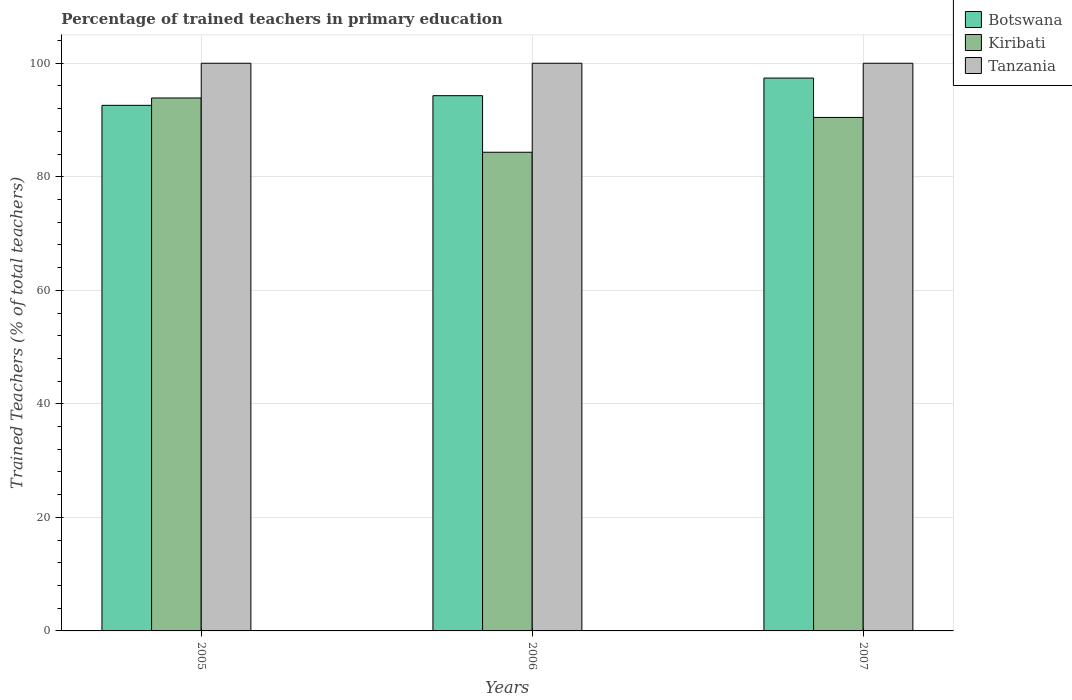 Percentage of trained teachers in primary education
Botswana
Kiribati
Tanzania
Trained Teachers (% of total teachers)
100
80
60
40
20
0
2005
2006
2007
Years